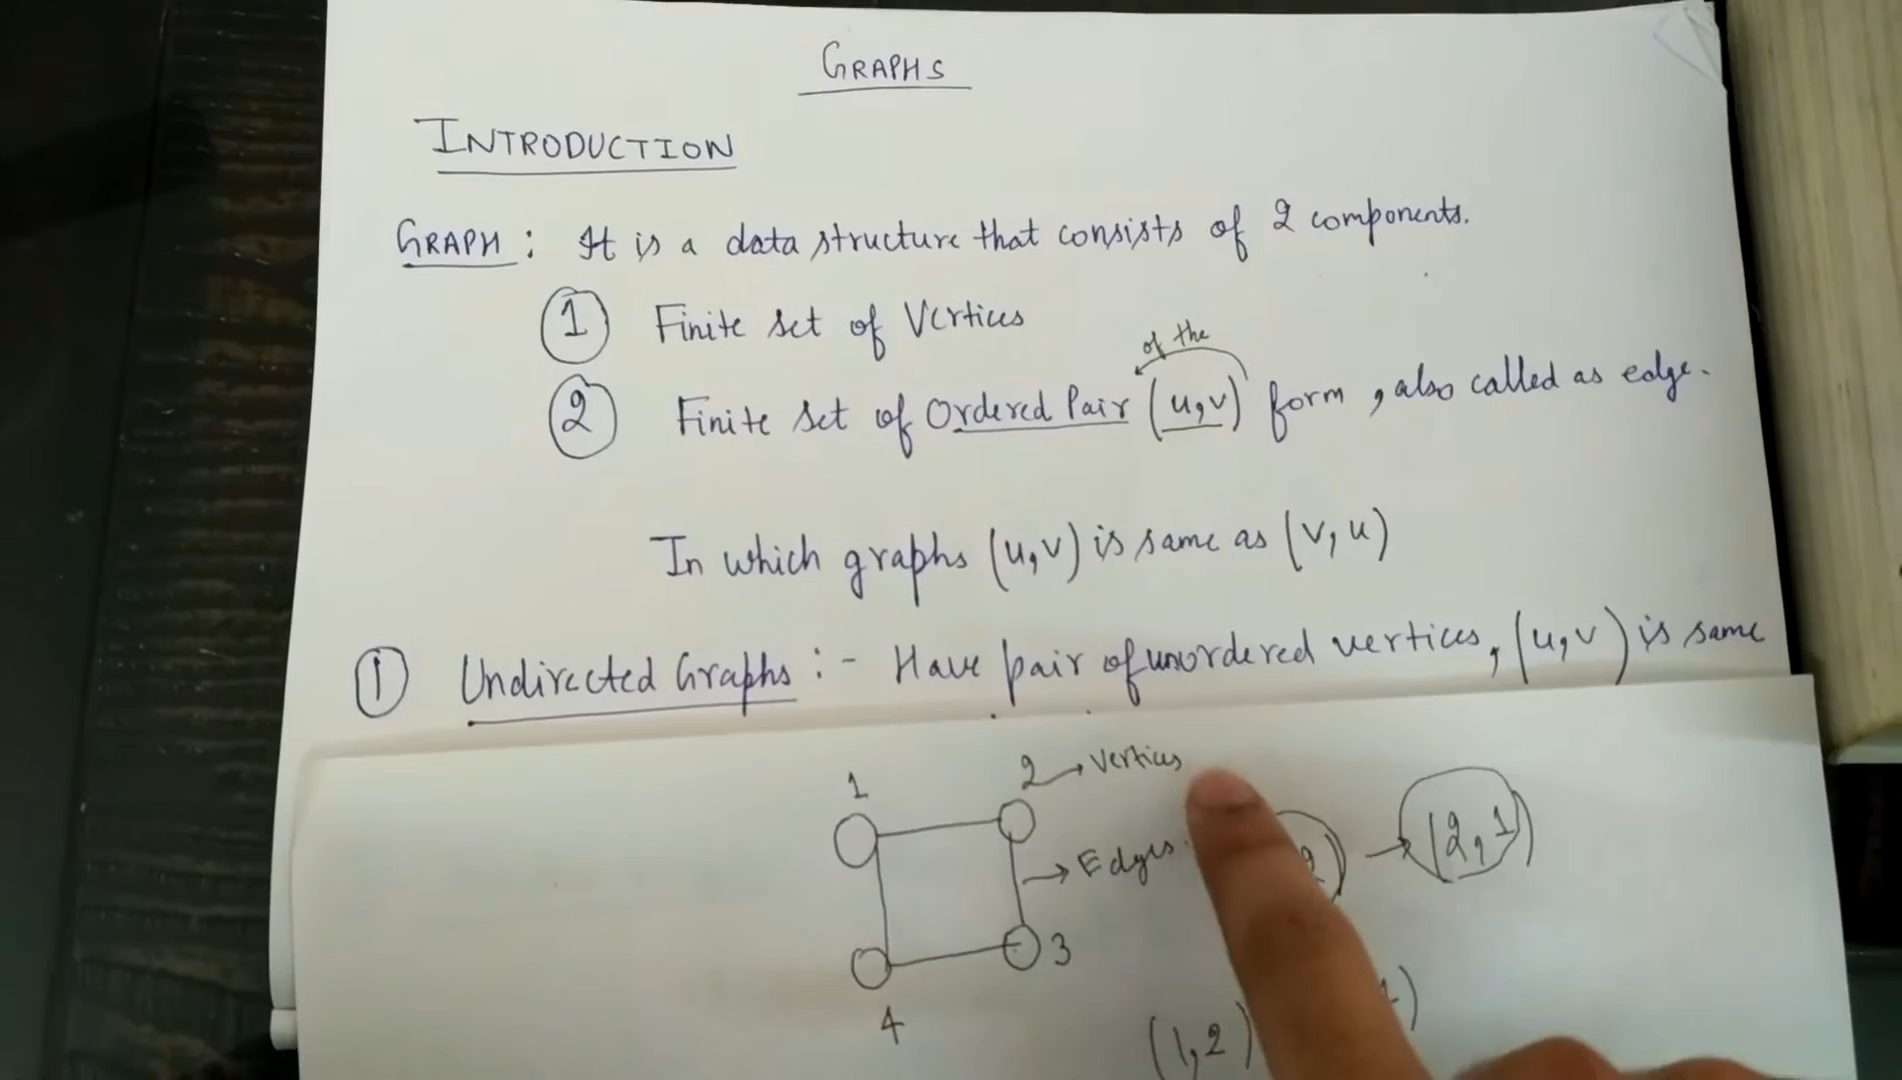 GRAPHS
INTRODUCTION
GRAPH : It is a data structure that consists of 2 components.
1 Finite set of Vertices
of the
2 Finite set of Ordered Pair (u,v) form , also called as edge.
In which graphs (u,v) is same as (v,u)
1 Undirected Graphs :- Have pair of unordered vertices, (u,v) is same
1 2 → Vertices
→ Edges 2) → (2,1)
3
4
(1,2)